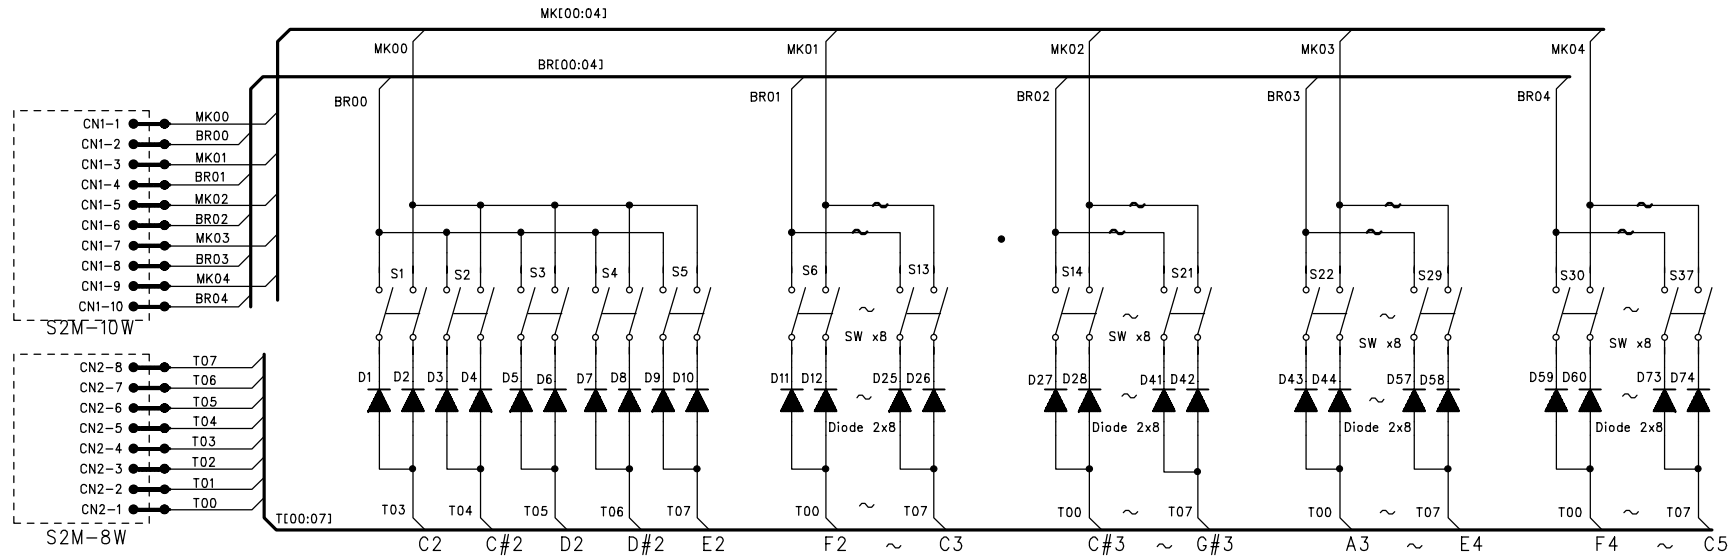 MK[00:04]
MK00 MK01 MK02 MK03 MK04
BR[00:04]
BR00 BR01 BR02 BR03 BR04
CN1-1 MK00
CN1-2 BR00
CN1-3 MK01
CN1-4 BR01
CN1-5 MK02
CN1-6 BR02
CN1-7 MK03
CN1-8 BR03
CN1-9 MK04
CN1-10 BR04
S2M-10W
S1 S2 S3 S4 S5 S6 S13 S14 S21 S22 S29 S30 S37
~ ~ ~ ~
SW x8 SW x8 SW x8 SW x8
CN2-8 T07
CN2-7 T06
CN2-6 T05
CN2-5 T04
CN2-4 T03
CN2-3 T02
CN2-2 T01
CN2-1 T00
S2M-8W
D1 D2 D3 D4 D5 D6 D7 D8 D9 D10 D11 D12 D25 D26 D27 D28 D41 D42 D43 D44 D57 D58 D59 D60 D73 D74
~ ~ ~ ~
Diode 2x8 Diode 2x8 Diode 2x8 Diode 2x8
T[00:07]
T03 T04 T05 T06 T07 T00 ~ T07 T00 ~ T07 T00 ~ T07 T00 ~ T07
C2 C#2 D2 D#2 E2 F2 ~ C3 C#3 ~ G#3 A3 ~ E4 F4 ~ C5